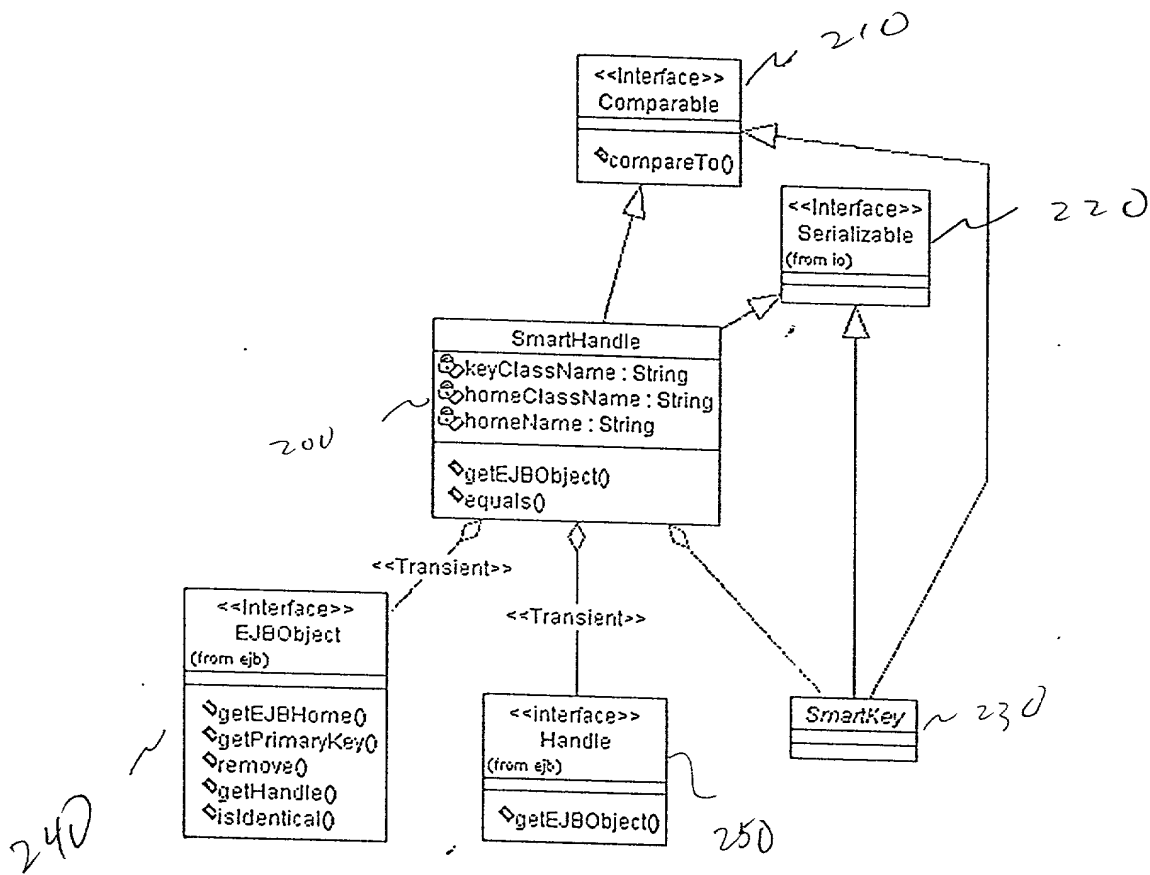 210
<<Interface>>
Comparable
compareTo()
220
<<Interface>>
Serializable
(from io)
SmartHandle
keyClassName : String
homeClassName : String
homeName : String
getEJBObject()
equals()
200
<<Transient>>
<<Transient>>
<<Interface>>
EJBObject
(from ejb)
getEJBHome()
getPrimaryKey()
remove()
getHandle()
isIdentical()
240
<<interface>>
Handle
(from ejb)
getEJBObject()
250
SmartKey
230